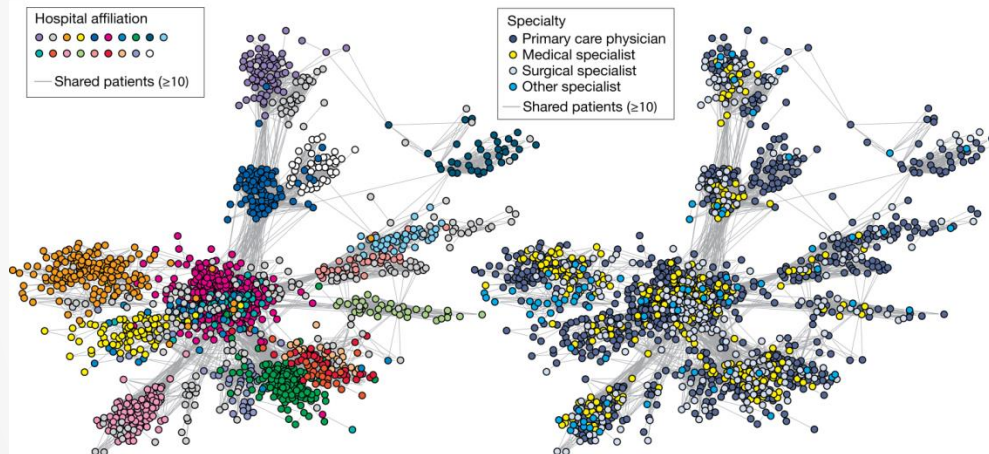 Hospital affiliation
Shared patients (≥10)
Specialty
Primary care physician
Medical specialist
Surgical specialist
Other specialist
Shared patients (≥10)